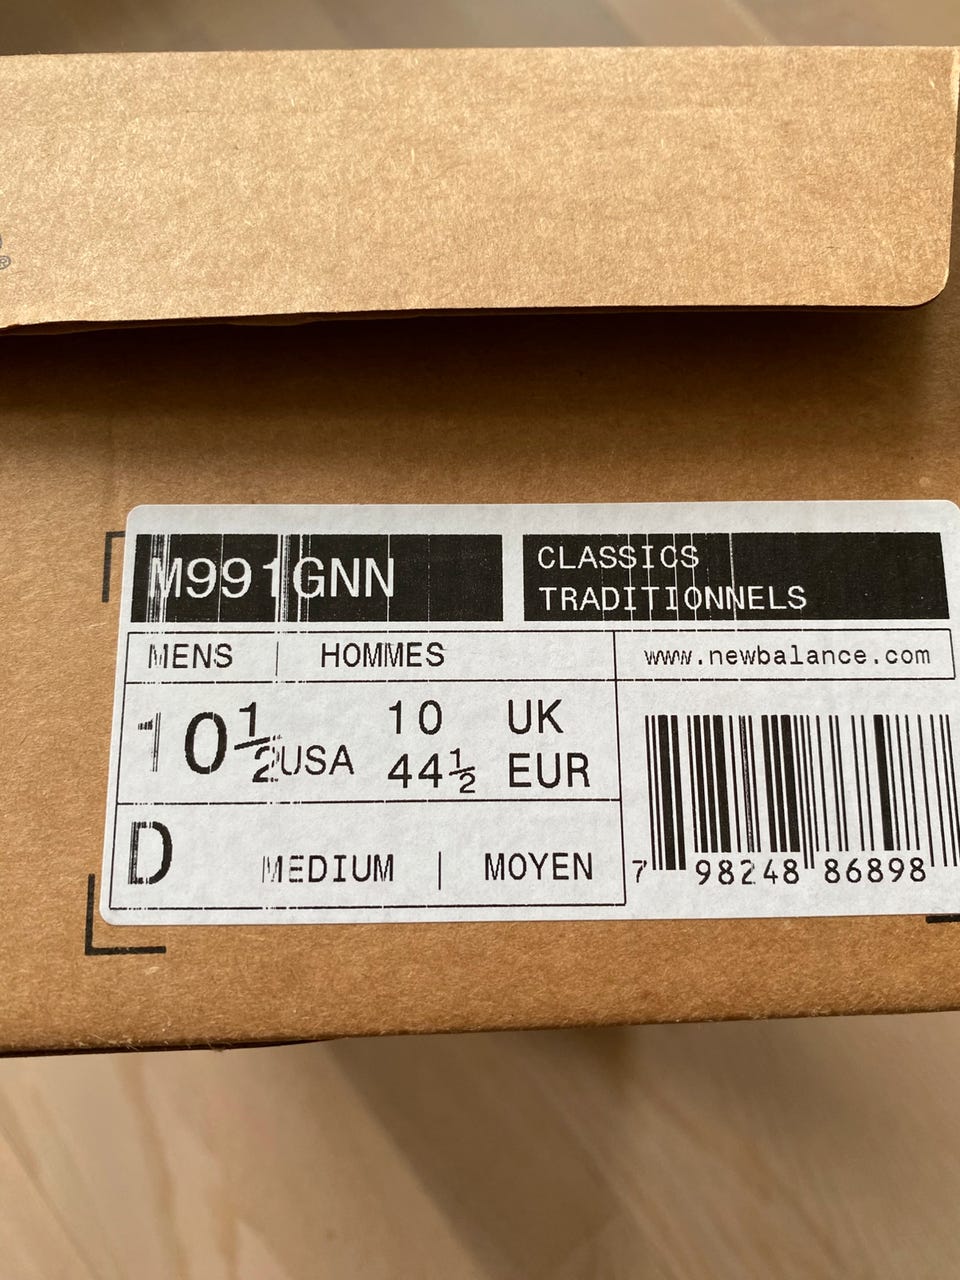 ®
M991GNN
CLASSICS
TRADITIONNELS
MENS | HOMMES
www.newbalance.com
10½ USA
10 UK
44½ EUR
D MEDIUM | MOYEN
7 98248 86898